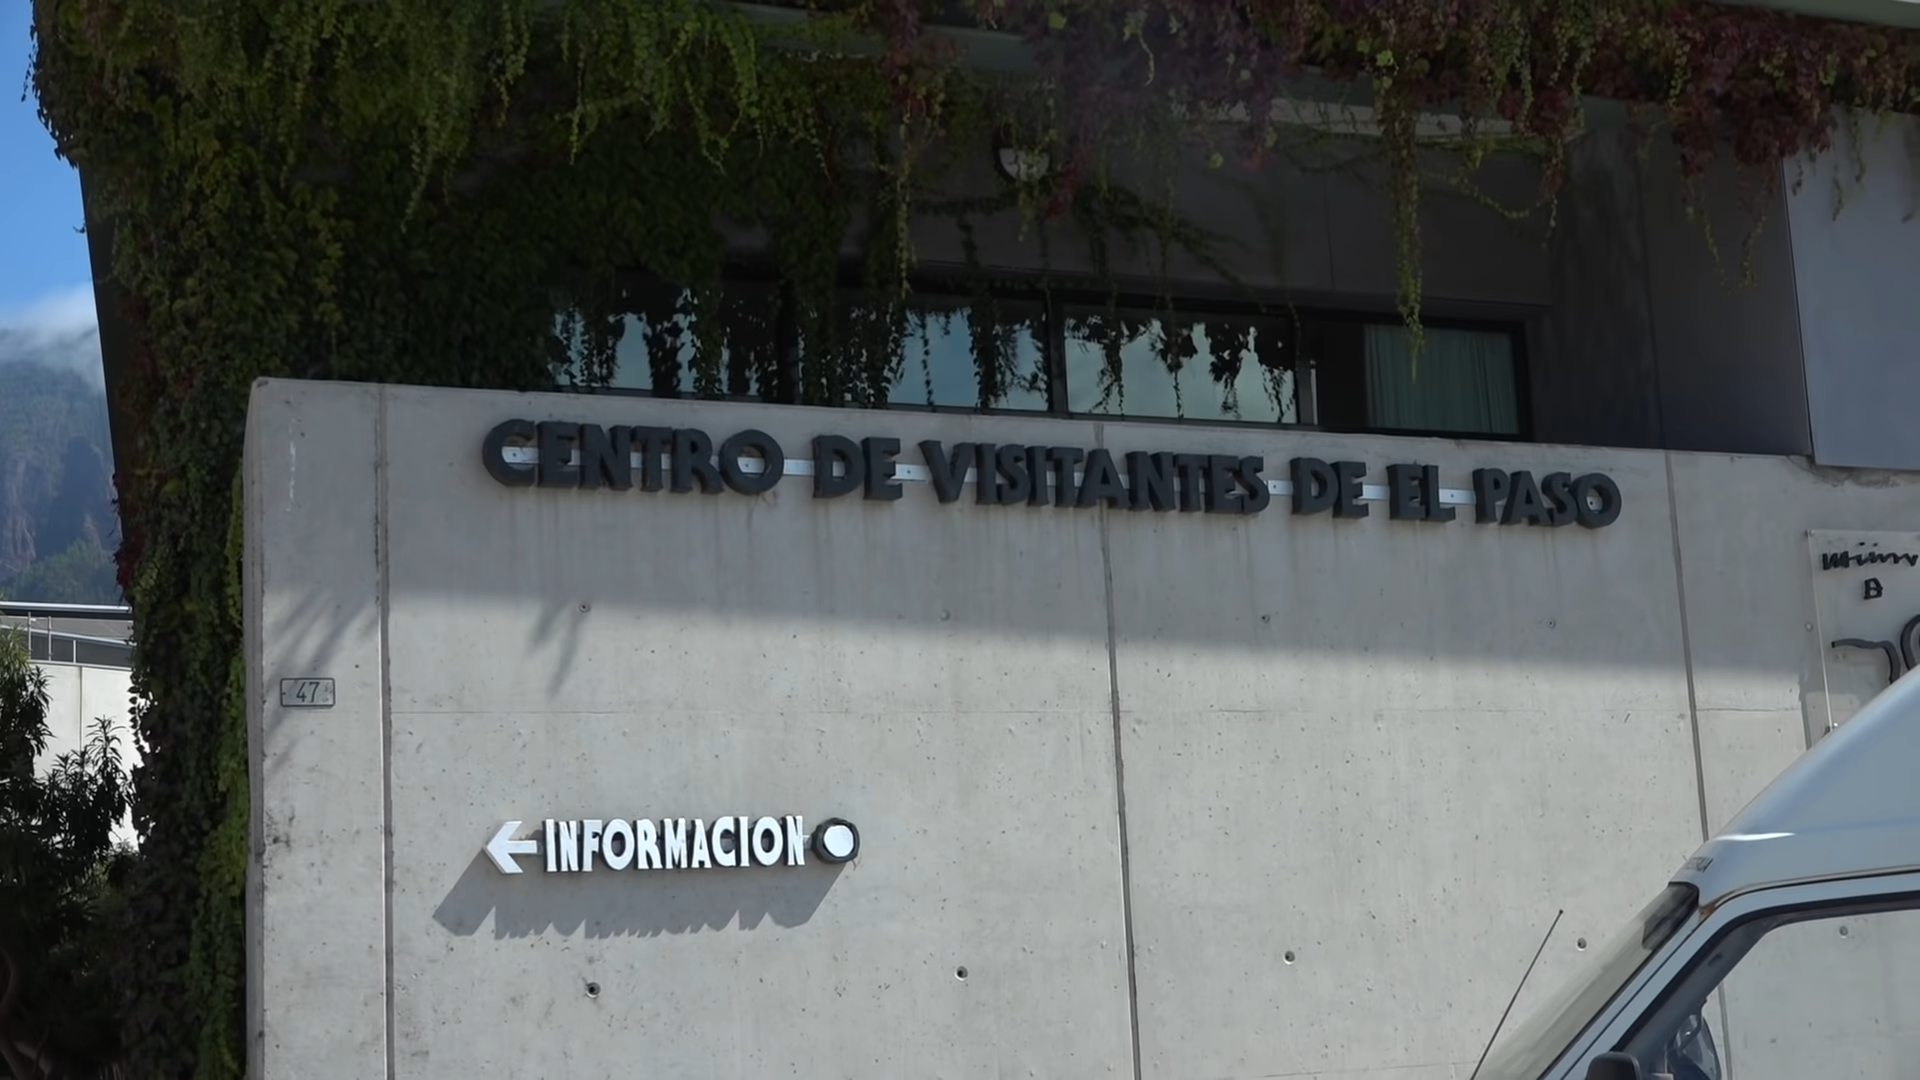 CENTRO DE VISITANTES DE EL PASO
47
← INFORMACION